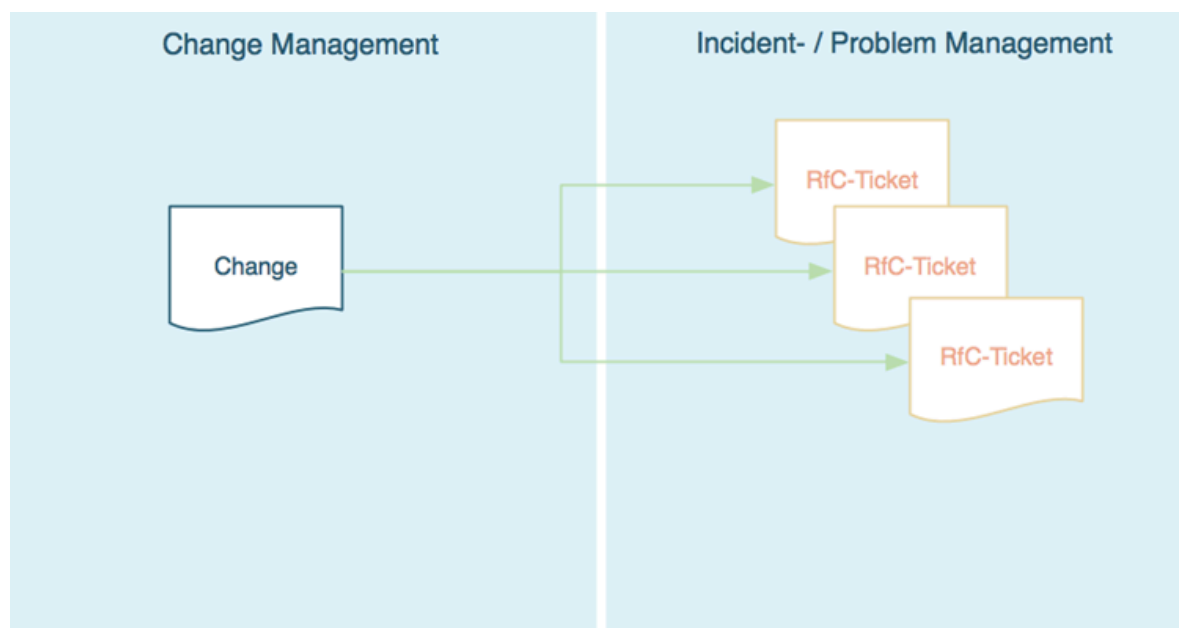 Change Management
Incident- / Problem Management
RfC-Ticket
Change
RfC-Ticket
RfC-Ticket